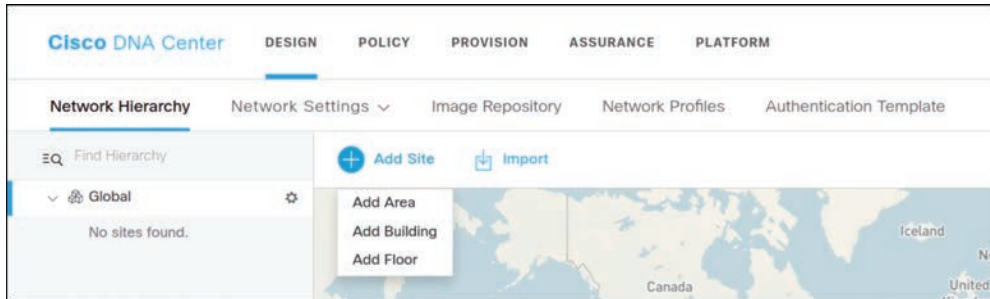 Cisco DNA Center DESIGN POLICY PROVISION ASSURANCE PLATFORM
Network Hierarchy Network Settings Image Repository Network Profiles Authentication Template
Find Hierarchy Add Site Import
Global
No sites found.
Add Area
Add Building
Add Floor
Iceland
Canada
United